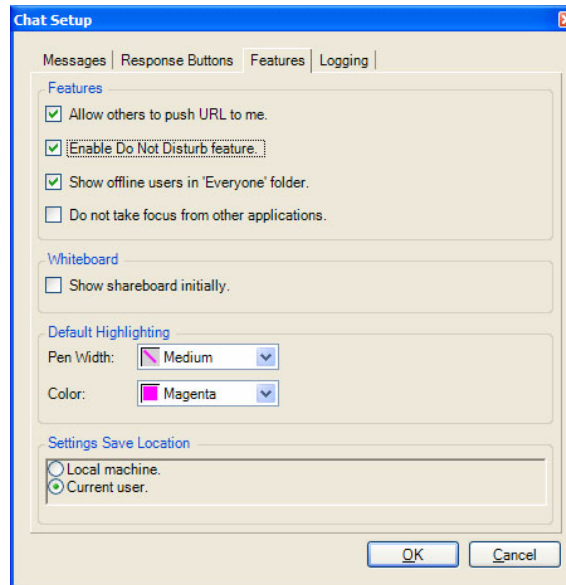 Chat Setup
Messages Response Buttons Features Logging
Features
Allow others to push URL to me.
Enable Do Not Disturb feature.
Show offline users in 'Everyone' folder.
Do not take focus from other applications.
Whiteboard
Show shareboard initially.
Default Highlighting
Pen Width: Medium
Color: Magenta
Settings Save Location
Local machine.
Current user.
OK Cancel